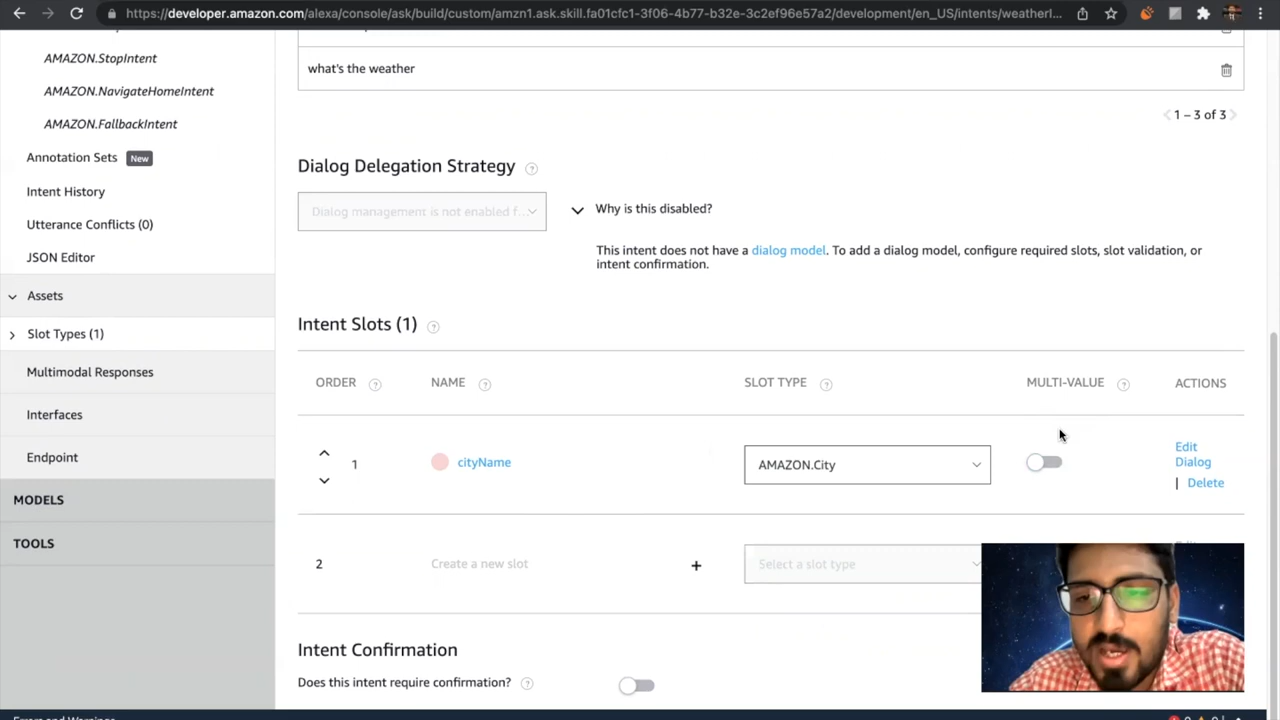 https://developer.amazon.com/alexa/console/ask/build/custom/amzn1.ask.skill.fa01cfc1-3f06-4b77-b32e-3c2ef96e57a2/development/en_US/intents/weatherI...
AMAZON.StopIntent
AMAZON.NavigateHomeIntent
AMAZON.FallbackIntent
Annotation Sets New
Intent History
Utterance Conflicts (0)
JSON Editor
Assets
Slot Types (1)
Multimodal Responses
Interfaces
Endpoint
MODELS
TOOLS
what's the weather
1 – 3 of 3
Dialog Delegation Strategy
Dialog management is not enabled f...
Why is this disabled?
This intent does not have a dialog model. To add a dialog model, configure required slots, slot validation, or
intent confirmation.
Intent Slots (1)
ORDER NAME SLOT TYPE MULTI-VALUE ACTIONS
1 cityName AMAZON.City Edit
Dialog
| Delete
2 Create a new slot + Select a slot type
Intent Confirmation
Does this intent require confirmation?
Errors and Warnings